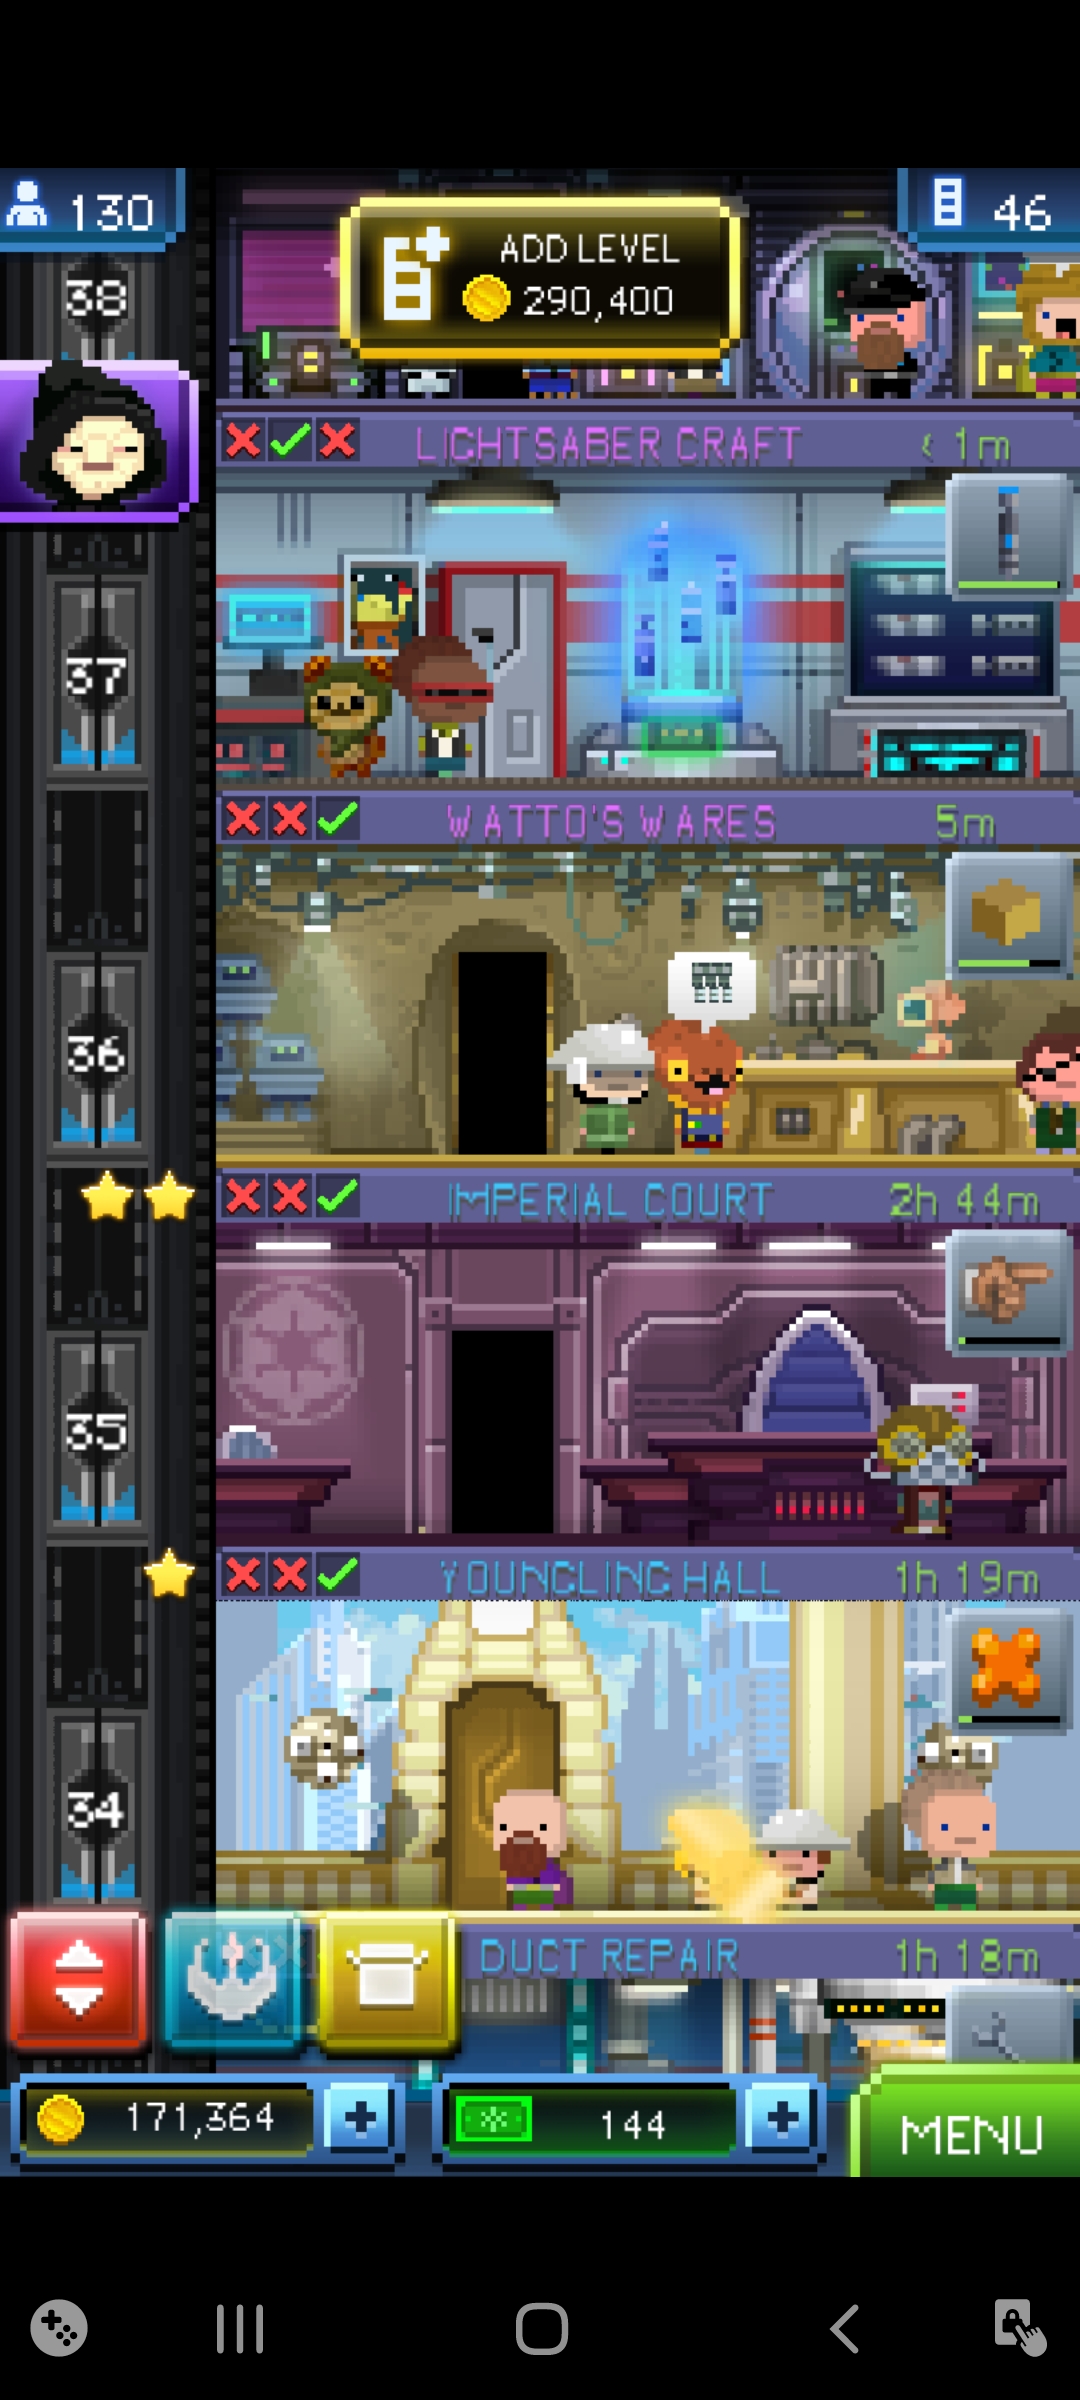 130
46
ADD LEVEL
290,400
38
LIGHTSABER CRAFT
< 1m
37
WATTO'S WARES
5m
36
IMPERIAL COURT
2h 44m
35
YOUNGLING HALL
1h 19m
34
DUCT REPAIR
1h 18m
171,364
144
MENU